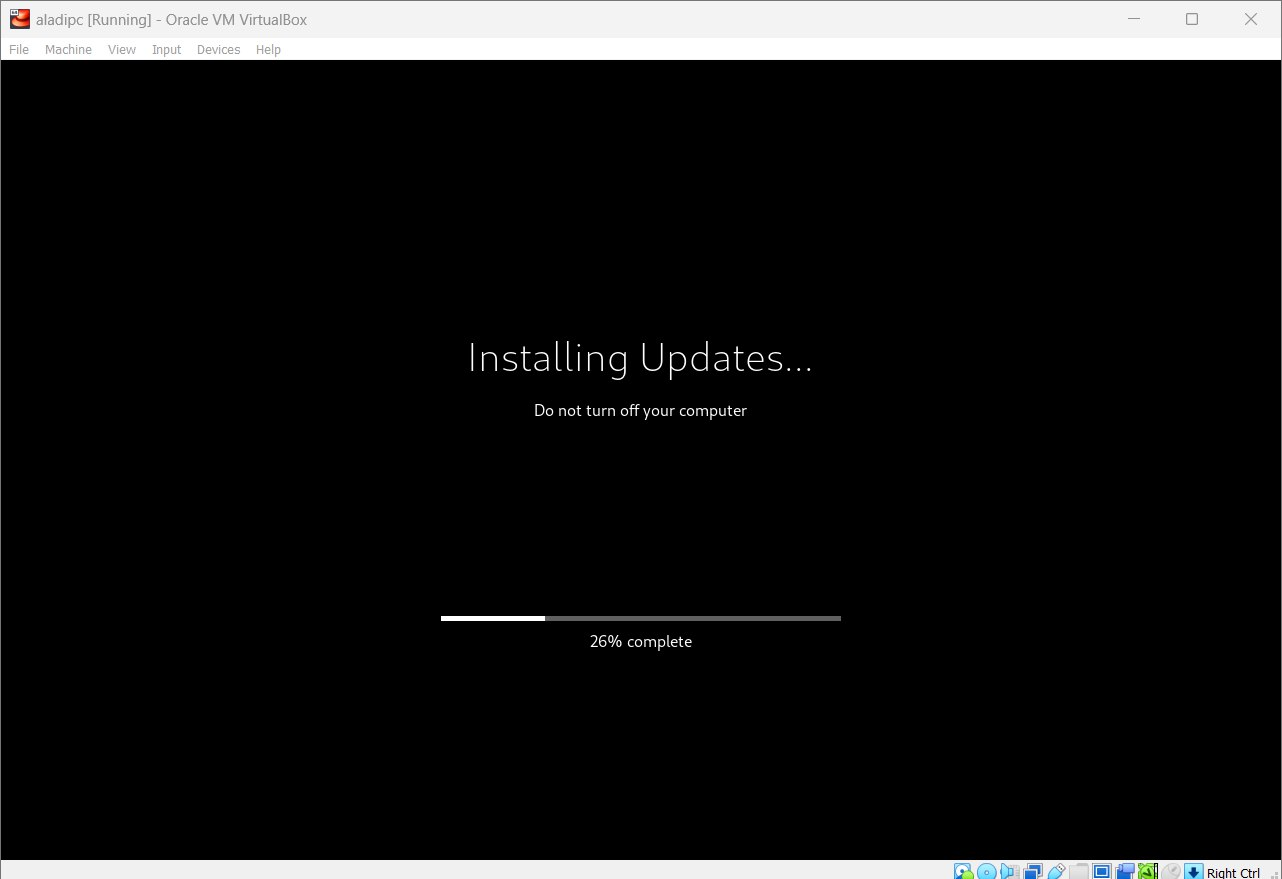 aladipc [Running] - Oracle VM VirtualBox
File Machine View Input Devices Help
Installing Updates...
Do not turn off your computer
26% complete
Right Ctrl